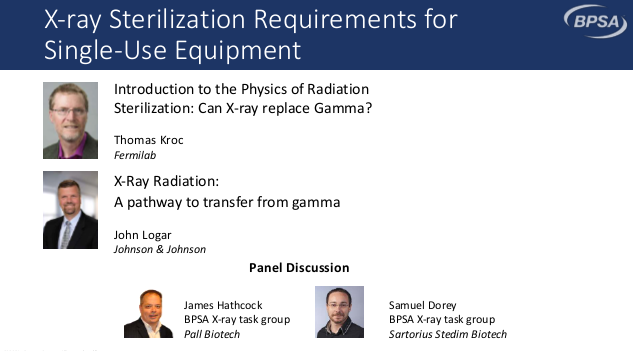 X-ray Sterilization Requirements for
Single-Use Equipment
BPSA
Introduction to the Physics of Radiation
Sterilization: Can X-ray replace Gamma?
Thomas Kroc
Fermilab
X-Ray Radiation:
A pathway to transfer from gamma
John Logar
Johnson & Johnson
Panel Discussion
James Hathcock
BPSA X-ray task group
Pall Biotech
Samuel Dorey
BPSA X-ray task group
Sartorius Stedim Biotech